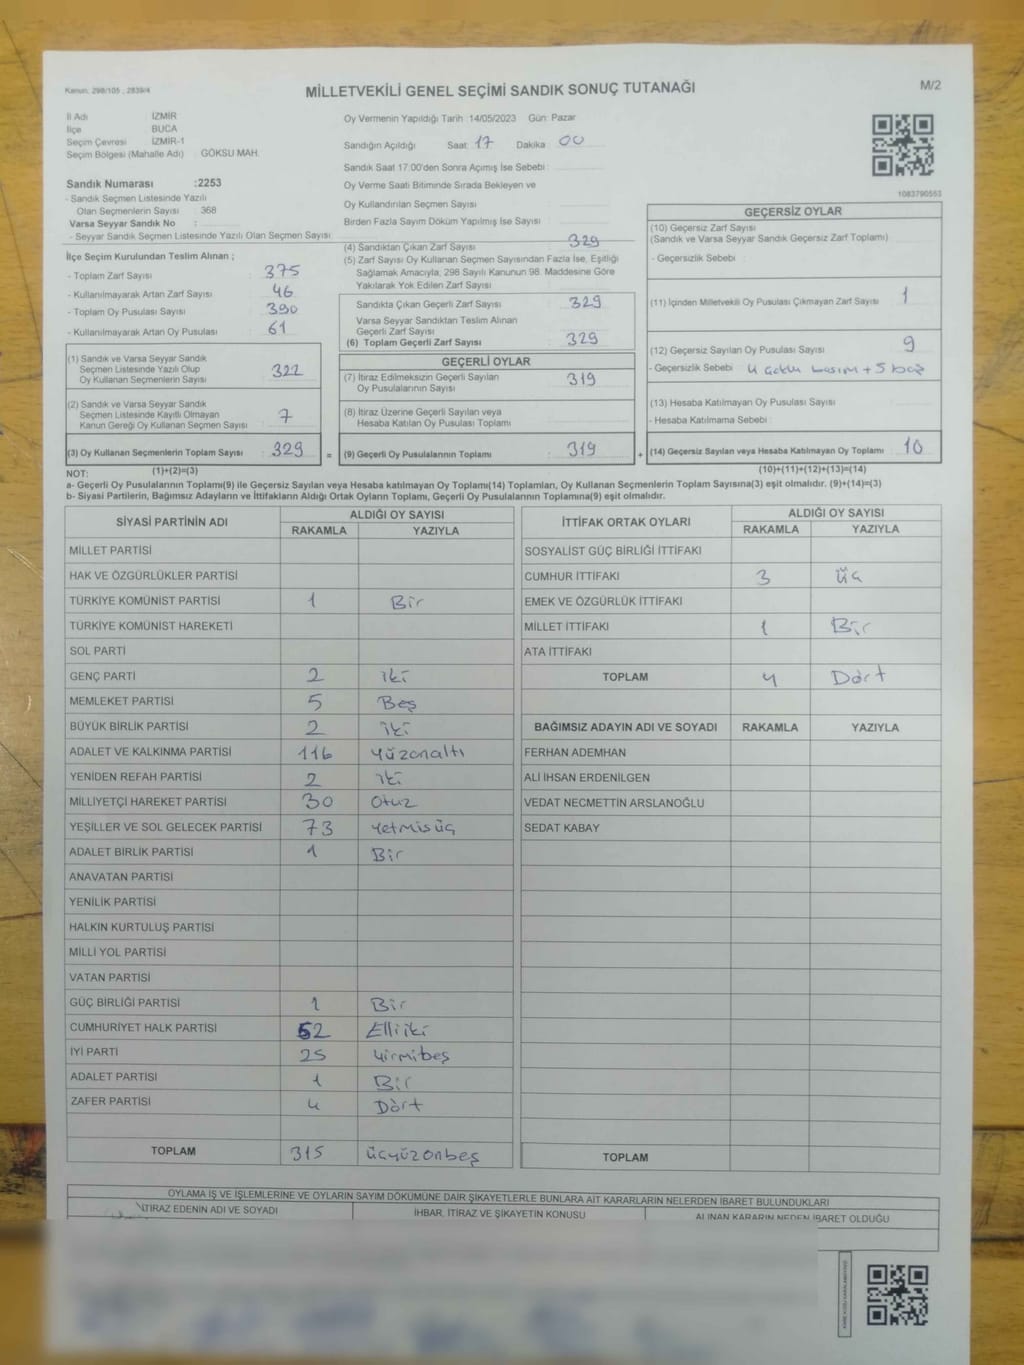 Kanun: 298/105 ; 2839/4
MİLLETVEKİLİ GENEL SEÇİMİ SANDIK SONUÇ TUTANAĞI
M/2
İl Adı : İZMİR
İlçe : BUCA
Seçim Çevresi : İZMİR-1
Seçim Bölgesi (Mahalle Adı) : GÖKSU MAH.
Sandık Numarası :2253
- Sandık Seçmen Listesinde Yazılı
Olan Seçmenlerin Sayısı : 368
Varsa Seyyar Sandık No :
- Seyyar Sandık Seçmen Listesinde Yazılı Olan Seçmen Sayısı :
İlçe Seçim Kurulundan Teslim Alınan ;
- Toplam Zarf Sayısı : 375
- Kullanılmayarak Artan Zarf Sayısı : 46
- Toplam Oy Pusulası Sayısı : 390
- Kullanılmayarak Artan Oy Pusulası : 61
(1) Sandık ve Varsa Seyyar Sandık
Seçmen Listesinde Yazılı Olup
Oy Kullanan Seçmenlerin Sayısı : 322
(2) Sandık ve Varsa Seyyar Sandık
Seçmen Listesinde Kayıtlı Olmayan
Kanun Gereği Oy Kullanan Seçmen Sayısı : 7
(3) Oy Kullanan Seçmenlerin Toplam Sayısı : 329 =
(1)+(2)=(3)
Oy Vermenin Yapıldığı Tarih :14/05/2023 Gün: Pazar
Sandığın Açıldığı Saat: 17 Dakika: 00
Sandık Saat 17:00'den Sonra Açımış İse Sebebi :
Oy Verme Saati Bitiminde Sırada Bekleyen ve
Oy Kullandırılan Seçmen Sayısı :
Birden Fazla Sayım Döküm Yapılmış İse Sayısı :
(4) Sandıktan Çıkan Zarf Sayısı : 329
(5) Zarf Sayısı Oy Kullanan Seçmen Sayısından Fazla İse, Eşitliği
Sağlamak Amacıyla, 298 Sayılı Kanunun 98. Maddesine Göre
Yakılarak Yok Edilen Zarf Sayısı :
Sandıkta Çıkan Geçerli Zarf Sayısı : 329
Varsa Seyyar Sandıktan Teslim Alınan
Geçerli Zarf Sayısı :
(6) Toplam Geçerli Zarf Sayısı : 329
GEÇERLİ OYLAR
(7) İtiraz Edilmeksizin Geçerli Sayılan
Oy Pusulalarının Sayısı : 319
(8) İtiraz Üzerine Geçerli Sayılan veya
Hesaba Katılan Oy Pusulası Toplamı :
(9) Geçerli Oy Pusulalarının Toplamı : 319 +
1083790553
GEÇERSİZ OYLAR
(10) Geçersiz Zarf Sayısı :
(Sandık ve Varsa Seyyar Sandık Geçersiz Zarf Toplamı)
- Geçersizlik Sebebi :
(11) İçinden Milletvekili Oy Pusulası Çıkmayan Zarf Sayısı : 1
(12) Geçersiz Sayılan Oy Pusulası Sayısı : 9
- Geçersizlik Sebebi : 4 + 5
(13) Hesaba Katılmayan Oy Pusulası Sayısı :
- Hesaba Katılmama Sebebi :
(14) Geçersiz Sayılan veya Hesaba Katılmayan Oy Toplamı : 10
(10)+(11)+(12)+(13)=(14)
NOT:
a- Geçerli Oy Pusulalarının Toplamı(9) ile Geçersiz Sayılan veya Hesaba katılmayan Oy Toplamı(14) Toplamları, Oy Kullanan Seçmenlerin Toplam Sayısına(3) eşit olmalıdır. (9)+(14)=(3)
b- Siyasi Partilerin, Bağımsız Adayların ve İttifakların Aldığı Ortak Oyların Toplamı, Geçerli Oy Pusulalarının Toplamına(9) eşit olmalıdır.
SİYASİ PARTİNİN ADI ALDIĞI OY SAYISI
RAKAMLA YAZIYLA
MİLLET PARTİSİ
HAK VE ÖZGÜRLÜKLER PARTİSİ
TÜRKİYE KOMÜNİST PARTİSİ 1 Bir
TÜRKİYE KOMÜNİST HAREKETİ
SOL PARTİ
GENÇ PARTİ 2 iki
MEMLEKET PARTİSİ 5 Beş
BÜYÜK BİRLİK PARTİSİ 2 iki
ADALET VE KALKINMA PARTİSİ 116 yüzonaltı
YENİDEN REFAH PARTİSİ 2 iki
MİLLİYETÇİ HAREKET PARTİSİ 30 Otuz
YEŞİLLER VE SOL GELECEK PARTİSİ 73 yetmisüç
ADALET BİRLİK PARTİSİ 1 Bir
ANAVATAN PARTİSİ
YENİLİK PARTİSİ
HALKIN KURTULUŞ PARTİSİ
MİLLİ YOL PARTİSİ
VATAN PARTİSİ
GÜÇ BİRLİĞİ PARTİSİ 1 Bir
CUMHURİYET HALK PARTİSİ 52 Elliiki
İYİ PARTİ 25 yirmibeş
ADALET PARTİSİ 1 Bir
ZAFER PARTİSİ 4 Dört
TOPLAM 315 üçyüzonbeş
İTTİFAK ORTAK OYLARI ALDIĞI OY SAYISI
RAKAMLA YAZIYLA
SOSYALİST GÜÇ BİRLİĞİ İTTİFAKI
CUMHUR İTTİFAKI 3 üç
EMEK VE ÖZGÜRLÜK İTTİFAKI
MİLLET İTTİFAKI 1 Bir
ATA İTTİFAKI
TOPLAM 4 Dört
BAĞIMSIZ ADAYIN ADI VE SOYADI RAKAMLA YAZIYLA
FERHAN ADEMHAN
ALİ İHSAN ERDENİLGEN
VEDAT NECMETTİN ARSLANOĞLU
SEDAT KABAY
TOPLAM
OYLAMA İŞ VE İŞLEMLERİNE VE OYLARIN SAYIM DÖKÜMÜNE DAİR ŞİKAYETLERLE BUNLARA AİT KARARLARIN NELERDEN İBARET BULUNDUKLARI
İTİRAZ EDENİN ADI VE SOYADI İHBAR, İTİRAZ VE ŞİKAYETİN KONUSU ALINAN KARARIN NEDEN İBARET OLDUĞU